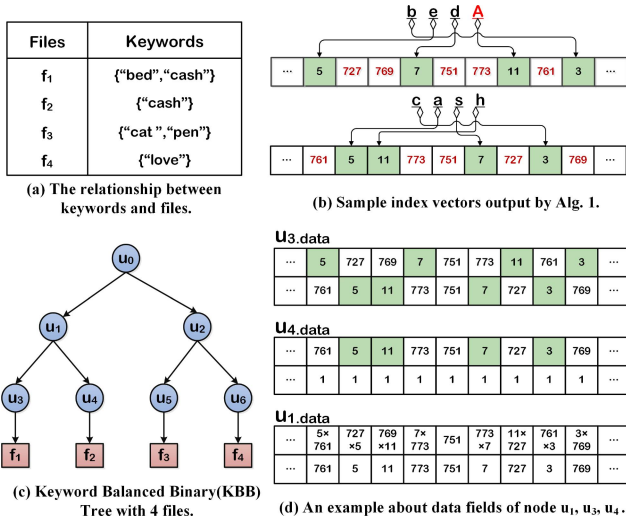 Files Keywords
f1 {"bed","cash"}
f2 {"cash"}
f3 {"cat ","pen"}
f4 {"love"}
(a) The relationship between
keywords and files.
b e d A
... 5 727 769 7 751 773 11 761 3 ...
c a s h
... 761 5 11 773 751 7 727 3 769 ...
(b) Sample index vectors output by Alg. 1.
u0
u1 u2
u3 u4 u5 u6
f1 f2 f3 f4
(c) Keyword Balanced Binary(KBB)
Tree with 4 files.
u3.data
... 5 727 769 7 751 773 11 761 3 ...
... 761 5 11 773 751 7 727 3 769 ...
u4.data
... 761 5 11 773 751 7 727 3 769 ...
... 1 1 1 1 1 1 1 1 1 ...
u1.data
... 5× 727 769 7× 751 773 11× 761 3× ...
761 ×5 ×11 773 ×7 727 ×3 769
... 761 5 11 773 751 7 727 3 769 ...
(d) An example about data fields of node u1, u3, u4 .